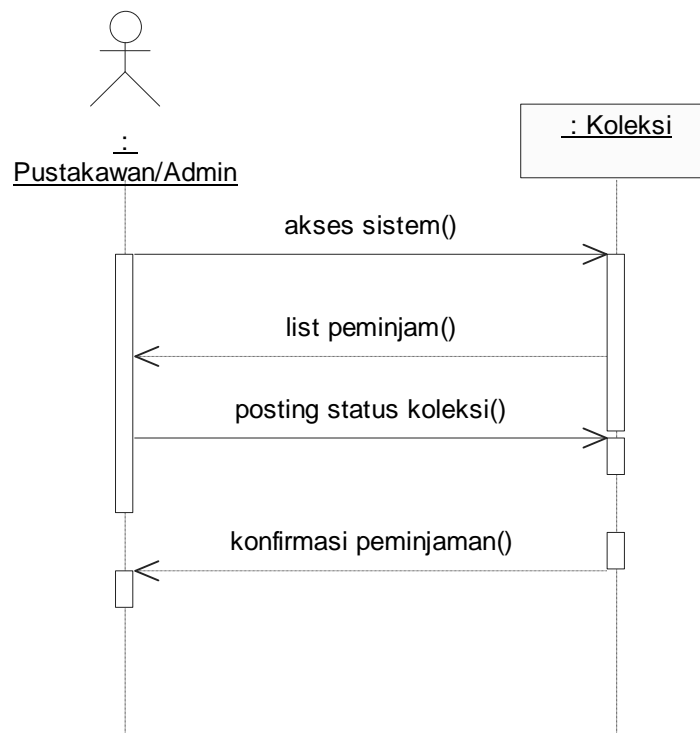 : Koleksi
:
Pustakawan/Admin
akses sistem()
list peminjam()
posting status koleksi()
konfirmasi peminjaman()